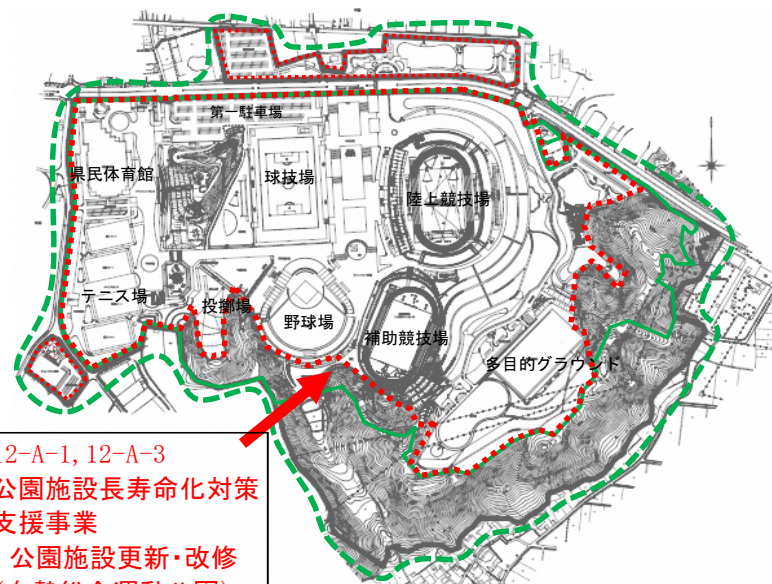 第一駐車場
県民体育館
球技場
陸上競技場
テニス場
投擲場
野球場
補助競技場
多目的グラウンド
12-A-1,12-A-3
公園施設長寿命化対策
支援事業
公園施設更新・改修